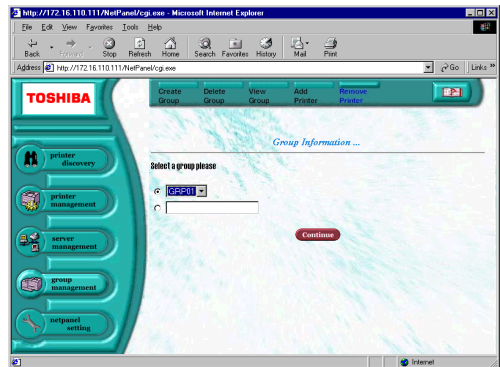 http://172.16.110.111/NetPanel/cgi.exe - Microsoft Internet Explorer
File Edit View Favorites Tools Help
Back Forward Stop Refresh Home Search Favorites History Mail Print
Address http://172.16.110.111/NetPanel/cgi.exe Go Links »
TOSHIBA
Create Group
Delete Group
View Group
Add Printer
Remove Printer
Group Information ...
printer discovery
Select a group please
GRP01
printer management
Continue
server management
group management
netpanel setting
Internet